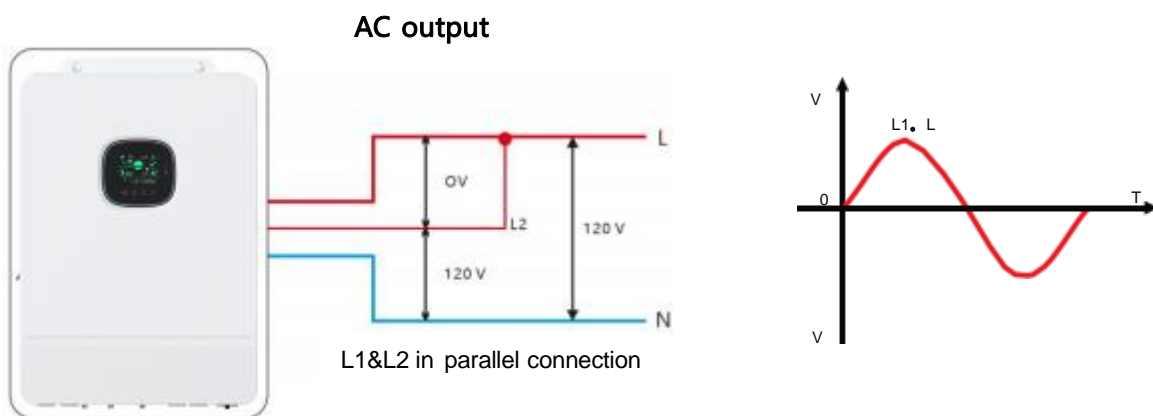 AC output
V
L1. L
L
0V
L2
120 V
0
T
120 V
N
V
L1&L2 in parallel connection